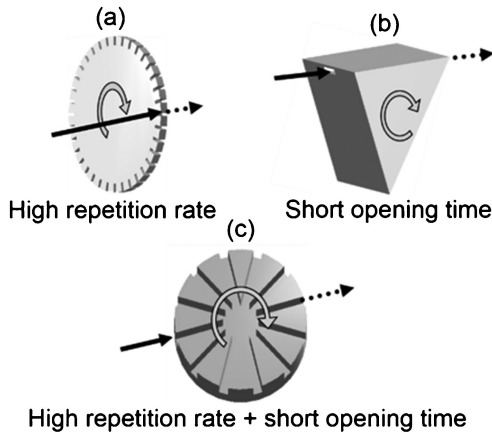 (a)
(b)
High repetition rate
Short opening time
(c)
High repetition rate + short opening time